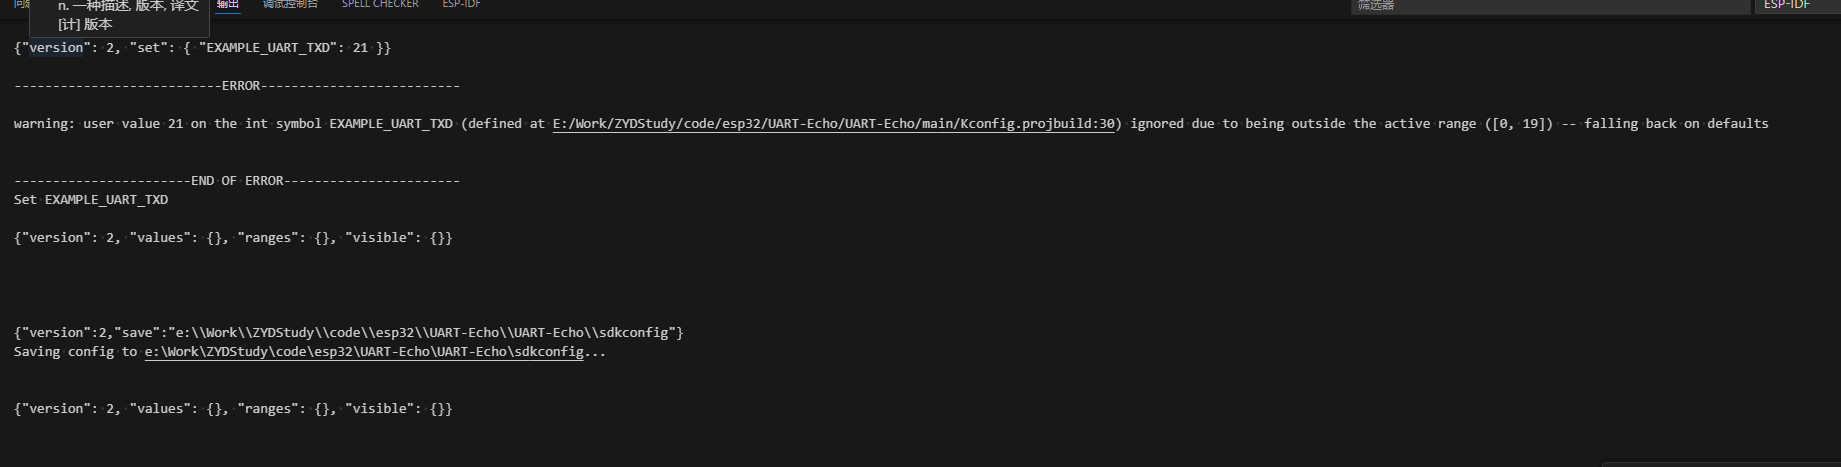 输出 调试控制台 SPELL CHECKER ESP-IDF 筛选器 ESP-IDF
n. 一种描述, 版本, 译文
[计] 版本
{"version": 2, "set": { "EXAMPLE_UART_TXD": 21 }}
---------------------------ERROR--------------------------
warning: user value 21 on the int symbol EXAMPLE_UART_TXD (defined at E:/Work/ZYDStudy/code/esp32/UART-Echo/UART-Echo/main/Kconfig.projbuild:30) ignored due to being outside the active range ([0, 19]) -- falling back on defaults
-----------------------END OF ERROR-----------------------
Set EXAMPLE_UART_TXD
{"version": 2, "values": {}, "ranges": {}, "visible": {}}
{"version":2,"save":"e:\\Work\\ZYDStudy\\code\\esp32\\UART-Echo\\UART-Echo\\sdkconfig"}
Saving config to e:\Work\ZYDStudy\code\esp32\UART-Echo\UART-Echo\sdkconfig...
{"version": 2, "values": {}, "ranges": {}, "visible": {}}